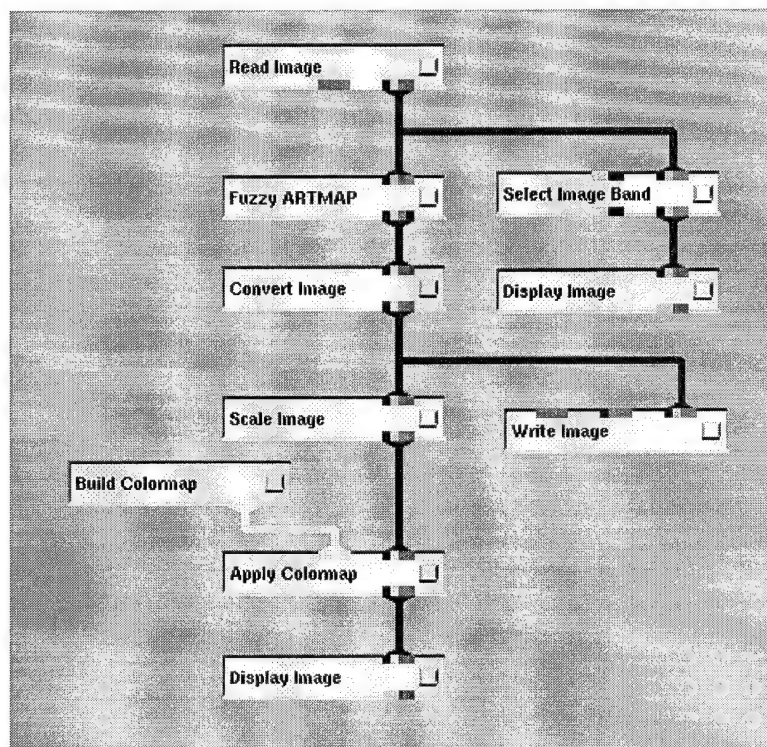 Read Image
Fuzzy ARTMAP
Select Image Band
Convert Image
Display Image
Scale Image
Write Image
Build Colormap
Apply Colormap
Display Image